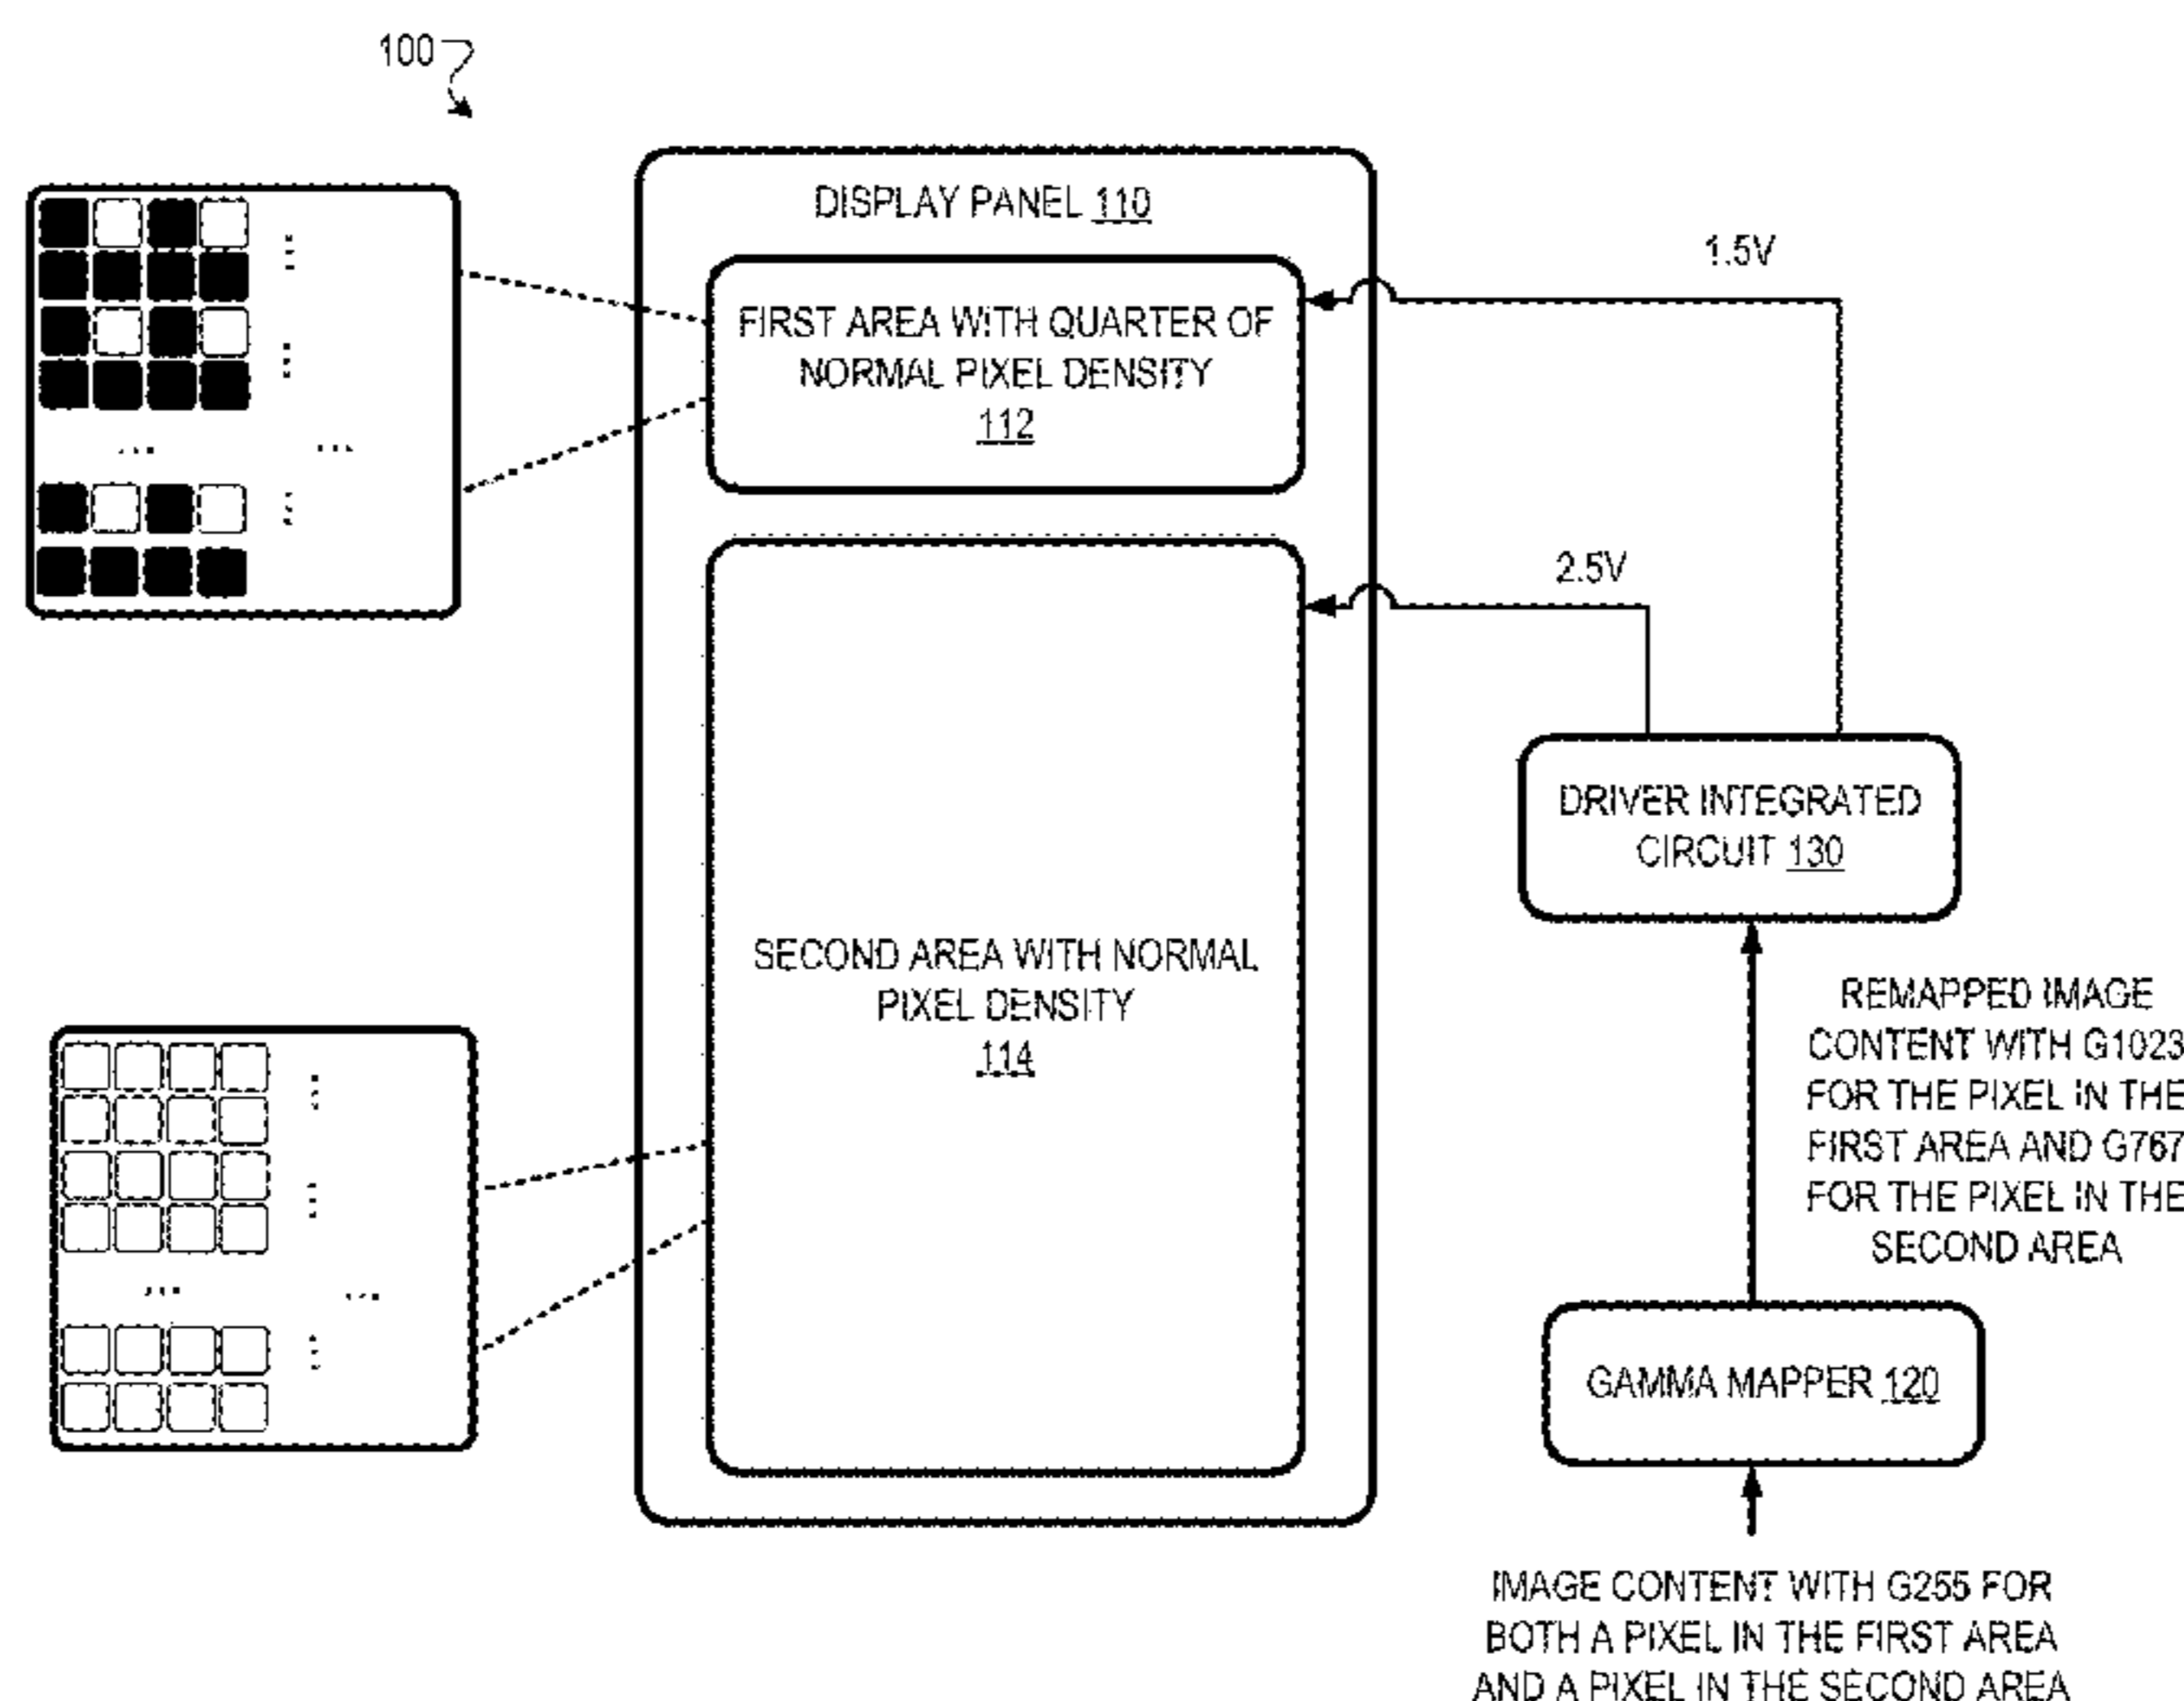 100
DISPLAY PANEL 110
FIRST AREA WITH QUARTER OF
NORMAL PIXEL DENSITY
112
1.5V
2.5V
SECOND AREA WITH NORMAL
PIXEL DENSITY
114
DRIVER INTEGRATED
CIRCUIT 130
REMAPPED IMAGE
CONTENT WITH G1023
FOR THE PIXEL IN THE
FIRST AREA AND G767
FOR THE PIXEL IN THE
SECOND AREA
GAMMA MAPPER 120
IMAGE CONTENT WITH G255 FOR
BOTH A PIXEL IN THE FIRST AREA
AND A PIXEL IN THE SECOND AREA